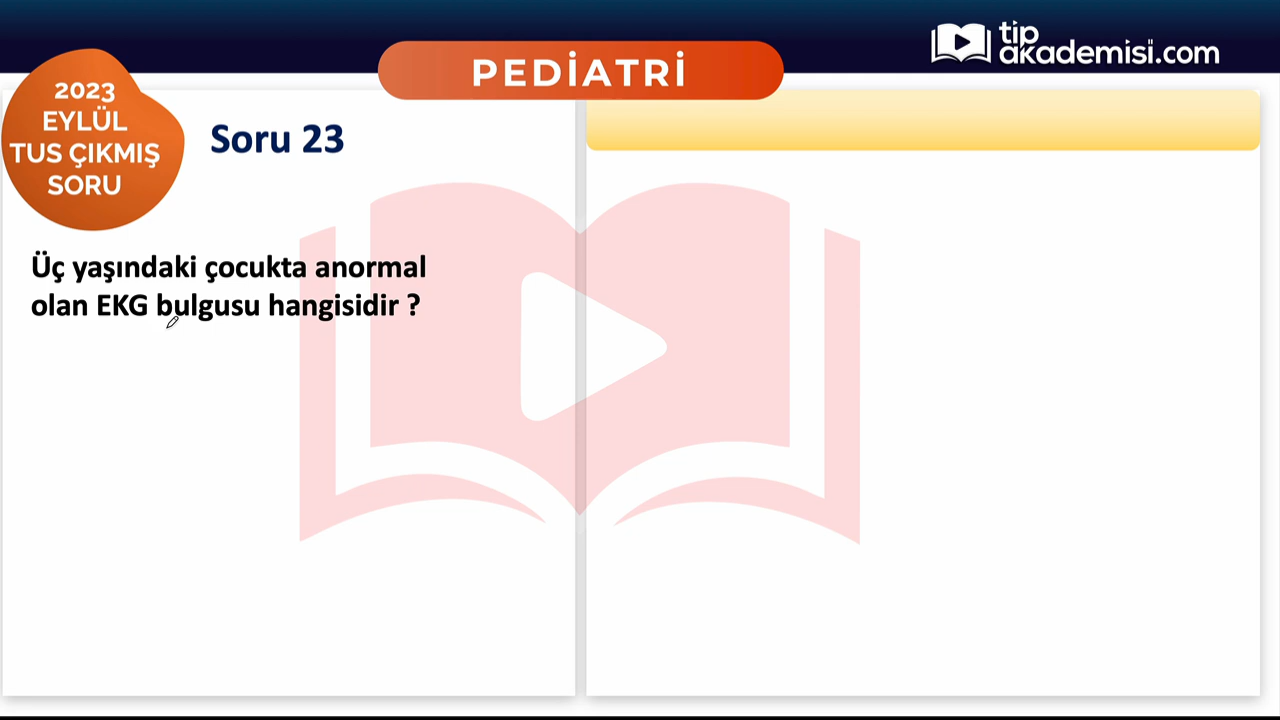 tıp
akademisi.com
PEDİATRİ
2023
EYLÜL
TUS ÇIKMIŞ
SORU
Soru 23
Üç yaşındaki çocukta anormal
olan EKG bulgusu hangisidir ?